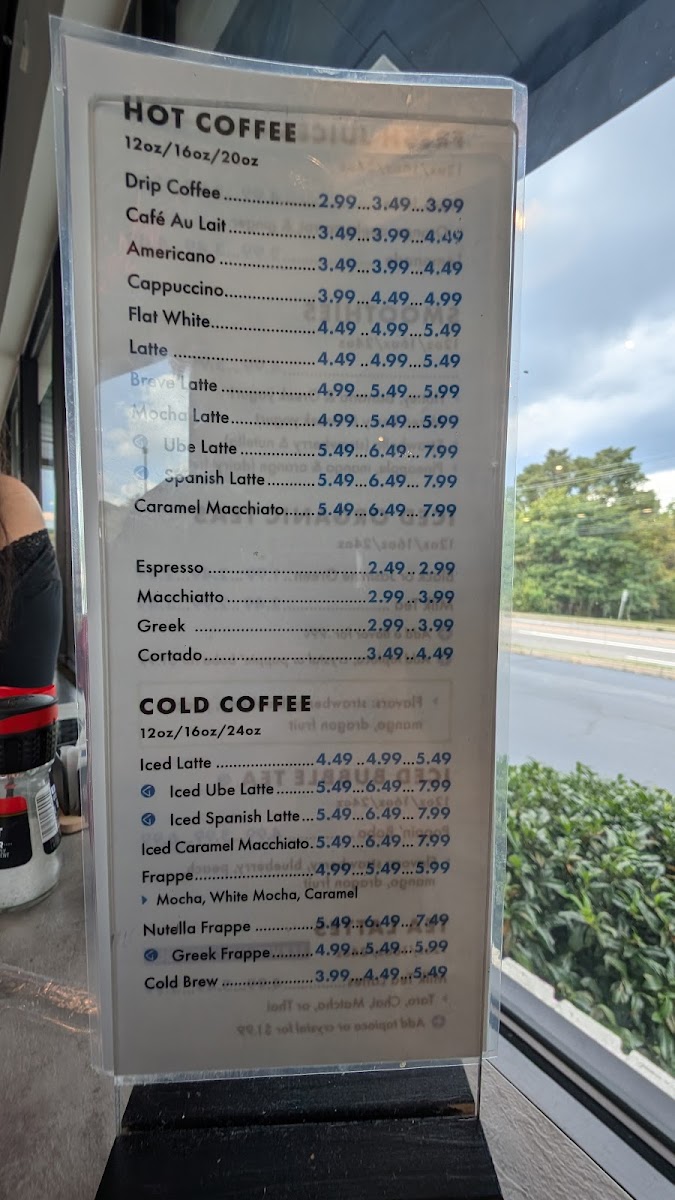 HOT COFFEE
12oz/16oz/20oz
Drip Coffee....................2.99...3.49...3.99
Café Au Lait...................3.49...3.99...4.49
Americano .....................3.49...3.99...4.49
Cappuccino....................3.99...4.49...4.99
Flat White.......................4.49 ..4.99...5.49
Latte ..............................4.49 ..4.99...5.49
Breve Latte .....................4.99...5.49...5.99
Mocha Latte...................4.99...5.49...5.99
Ube Latte................5.49...6.49... 7.99
Spanish Latte...........5.49...6.49... 7.99
Caramel Macchiato.......5.49...6.49... 7.99
Espresso ...................................2.49..2.99
Macchiatto ...............................2.99..3.99
Greek ......................................2.99..3.99
Cortado....................................3.49..4.49
COLD COFFEE
12oz/16oz/24oz
Iced Latte ......................4.49 ..4.99...5.49
Iced Ube Latte.........5.49...6.49... 7.99
Iced Spanish Latte...5.49...6.49... 7.99
Iced Caramel Macchiato.5.49...6.49... 7.99
Frappe...........................4.99...5.49...5.99
Mocha, White Mocha, Caramel
Nutella Frappe ..............5.49...6.49...7.49
Greek Frappe..........4.99...5.49...5.99
Cold Brew .....................3.99...4.49...5.49